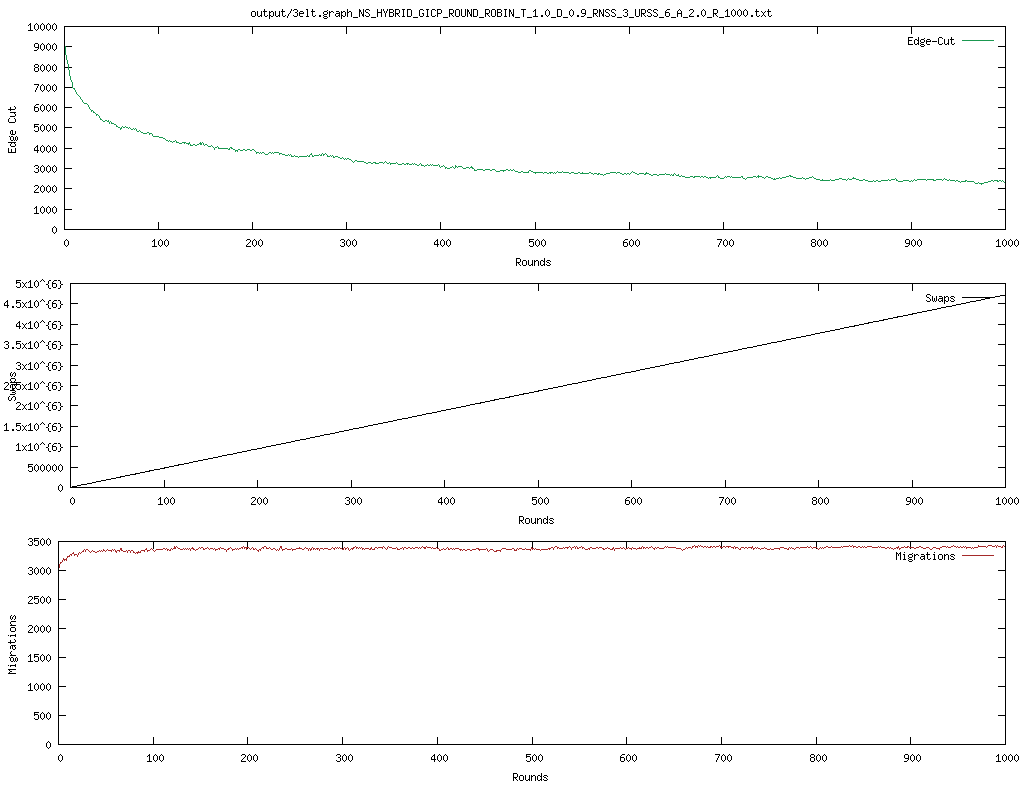 output/3elt.graph_NS_HYBRID_GICP_ROUND_ROBIN_T_1.0_D_0.9_RNSS_3_URSS_6_A_2.0_R_1000.txt
10000
Edge-Cut
9000
8000
7000
6000
5000
4000
3000
2000
1000
0
Edge Cut
0 100 200 300 400 500 600 700 800 900 1000
Rounds
5x10^{6}
Swaps
4.5x10^{6}
4x10^{6}
3.5x10^{6}
3x10^{6}
2.5x10^{6}
2x10^{6}
1.5x10^{6}
1x10^{6}
500000
0
Swaps
0 100 200 300 400 500 600 700 800 900 1000
Rounds
3500
Migrations
3000
2500
2000
1500
1000
500
0
Migrations
0 100 200 300 400 500 600 700 800 900 1000
Rounds